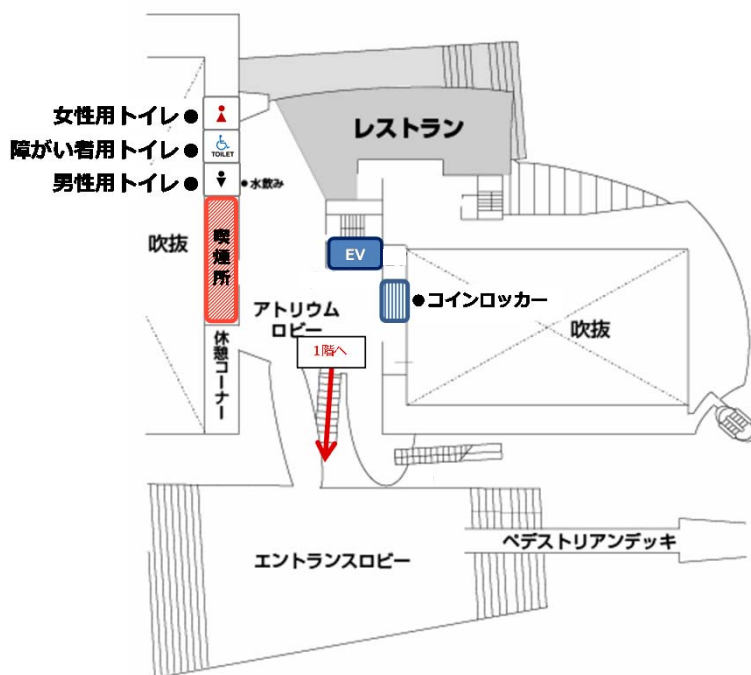 女性用トイレ
障がい者用トイレ
TOILET
男性用トイレ
水飲み
レストラン
喫煙所
吹抜
EV
コインロッカー
アトリウム
ロビー
吹抜
1階へ
休憩コーナー
ペデストリアンデッキ
エントランスロビー